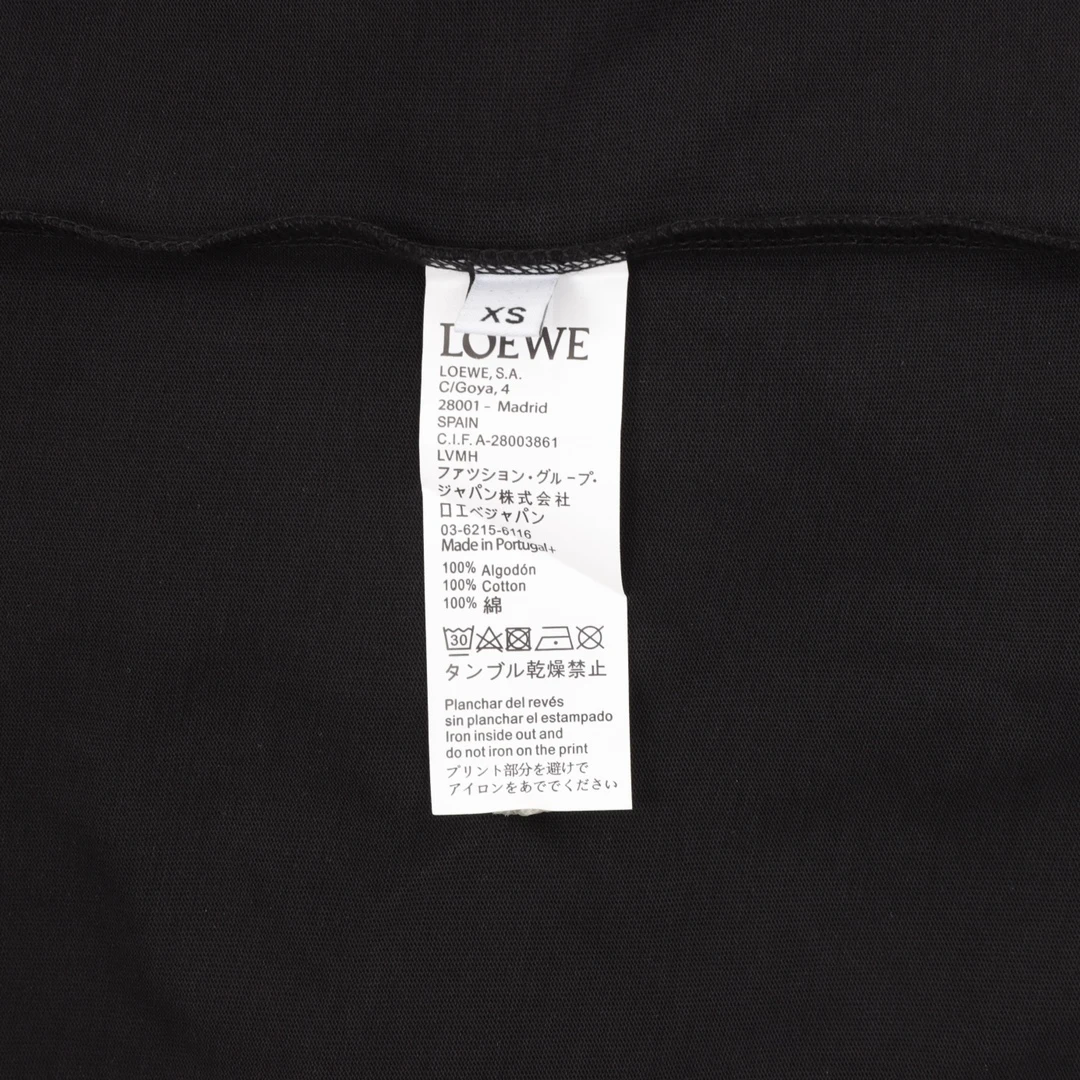 XS
LOEWE
LOEWE, S.A.
C/Goya, 4
28001 - Madrid
SPAIN
C.I.F. A-28003861
LVMH
ファツション・グループ・
ジャパン株式会社
ロエベジャパン
03-6215-6116
Made in Portugal+
100% Algodón
100% Cotton
100% 綿
30
タンブル乾燥禁止
Planchar del revés
sin planchar el estampado
Iron inside out and
do not iron on the print
プリント部分を避けで
アイロンをあででください